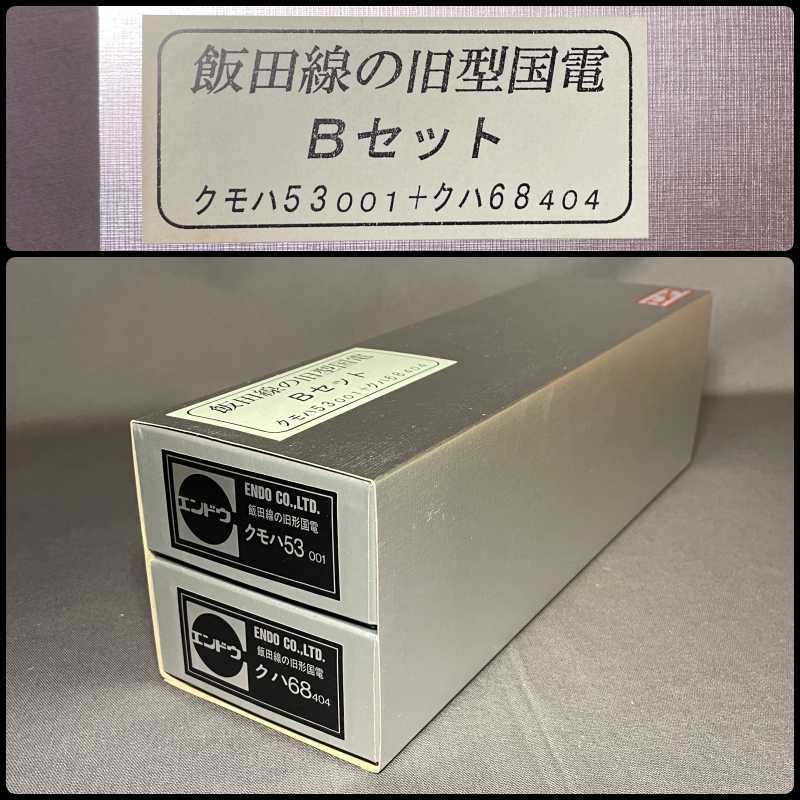 飯田線の旧型国電
Bセット
クモハ53001+クハ68404
飯田線の旧型国電
Bセット
クモハ53001+クハ68404
エンドウ
ENDO CO.,LTD.
飯田線の旧形国電
クモハ53 001
エンドウ
ENDO CO.,LTD.
飯田線の旧形国電
クハ68404